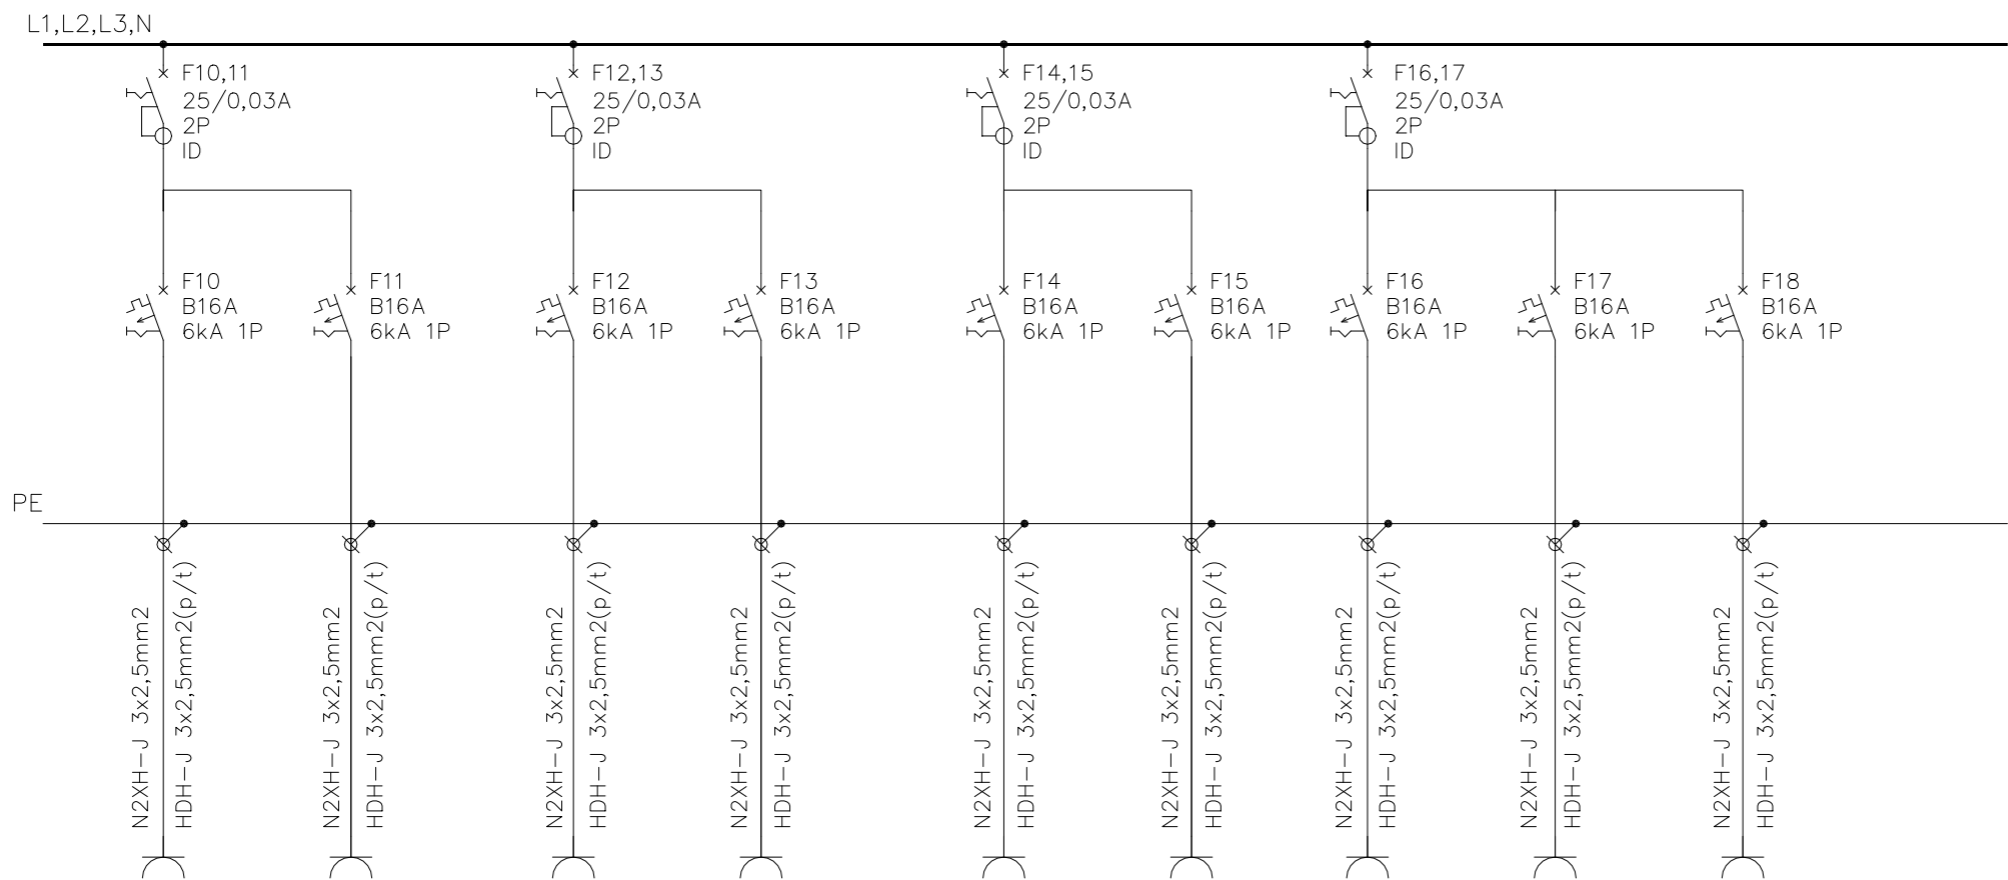 L1,L2,L3,N
F10,11
25/0,03A
2P
ID
F12,13
25/0,03A
2P
ID
F14,15
25/0,03A
2P
ID
F16,17
25/0,03A
2P
ID
F10
B16A
6kA 1P
F11
B16A
6kA 1P
F12
B16A
6kA 1P
F13
B16A
6kA 1P
F14
B16A
6kA 1P
F15
B16A
6kA 1P
F16
B16A
6kA 1P
F17
B16A
6kA 1P
F18
B16A
6kA 1P
PE
N2XH-J 3x2,5mm2
HDH-J 3x2,5mm2(p/t)
N2XH-J 3x2,5mm2
HDH-J 3x2,5mm2(p/t)
N2XH-J 3x2,5mm2
HDH-J 3x2,5mm2(p/t)
N2XH-J 3x2,5mm2
HDH-J 3x2,5mm2(p/t)
N2XH-J 3x2,5mm2
HDH-J 3x2,5mm2(p/t)
N2XH-J 3x2,5mm2
HDH-J 3x2,5mm2(p/t)
N2XH-J 3x2,5mm2
HDH-J 3x2,5mm2(p/t)
N2XH-J 3x2,5mm2
HDH-J 3x2,5mm2(p/t)
N2XH-J 3x2,5mm2
HDH-J 3x2,5mm2(p/t)